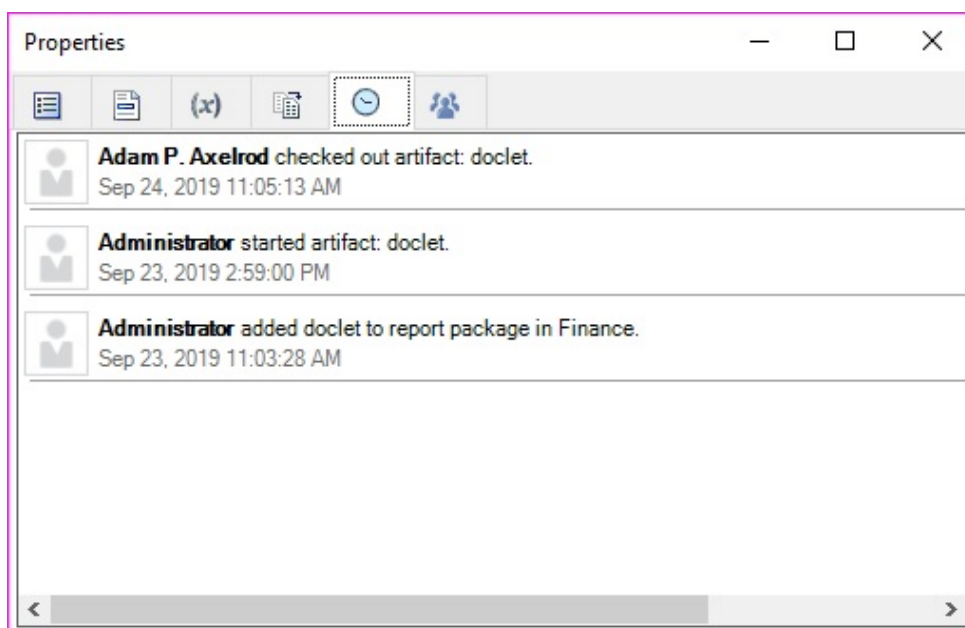 Properties
(x)
Adam P. Axelrod checked out artifact: doclet.
Sep 24, 2019 11:05:13 AM
Administrator started artifact: doclet.
Sep 23, 2019 2:59:00 PM
Administrator added doclet to report package in Finance.
Sep 23, 2019 11:03:28 AM